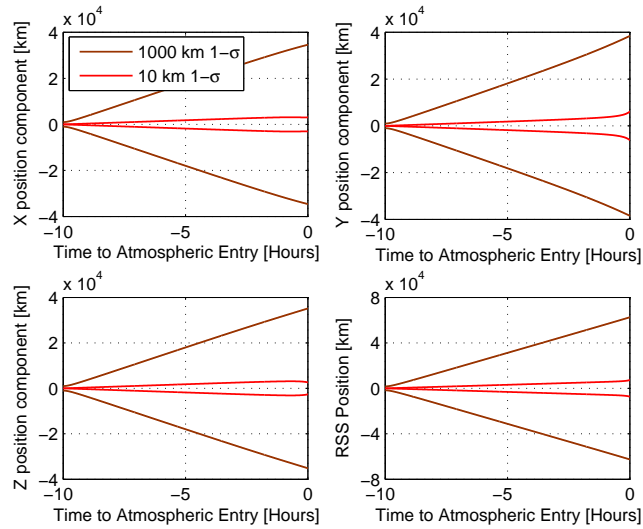 x 10^4
X position component [km]
4
2
0
−2
−4
1000 km 1−σ
10 km 1−σ
−10
−5
0
Time to Atmospheric Entry [Hours]
x 10^4
Y position component [km]
4
2
0
−2
−4
−10
−5
0
Time to Atmospheric Entry [Hours]
x 10^4
Z position component [km]
4
2
0
−2
−4
−10
−5
0
Time to Atmospheric Entry [Hours]
x 10^4
RSS Position [km]
8
4
0
−4
−8
−10
−5
0
Time to Atmospheric Entry [Hours]